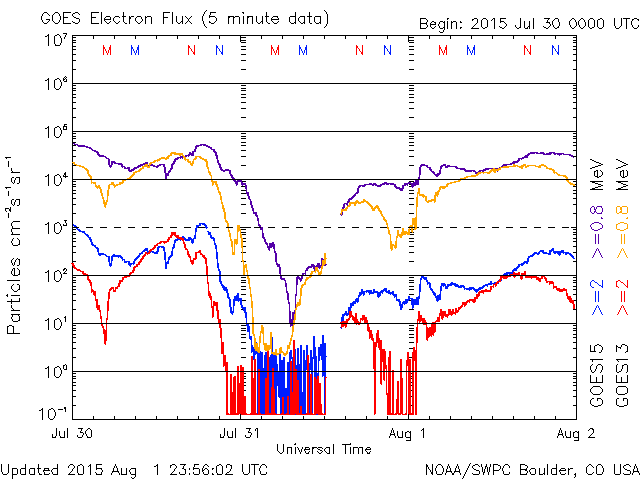 GOES Electron Flux (5 minute data)
Begin: 2015 Jul 30 0000 UTC
10⁷
M M N N M M N N M M N N
10⁶
10⁵
10⁴
10³
10²
10¹
10⁰
10⁻¹
Particles cm⁻²s⁻¹sr⁻¹
GOES15 >=2 >=0.8 MeV
GOES13 >=2 >=0.8 MeV
Jul 30 Jul 31 Aug 1 Aug 2
Universal Time
Updated 2015 Aug 1 23:56:02 UTC
NOAA/SWPC Boulder, CO USA